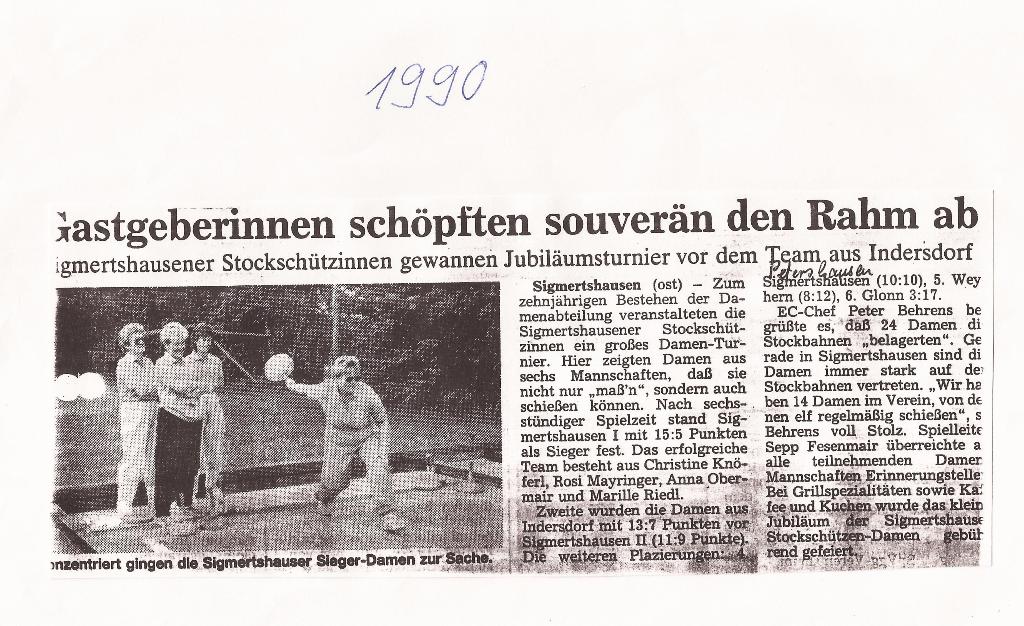 1990
Gastgeberinnen schöpften souverän den Rahm ab
igmertshausener Stockschützinnen gewannen Jubiläumsturnier vor dem Team aus Indersdorf
onzentriert gingen die Sigmertshauser Sieger-Damen zur Sache.
Sigmertshausen (ost) – Zum
zehnjährigen Bestehen der Da-
menabteilung veranstalteten die
Sigmertshausener Stockschüt-
zinnen ein großes Damen-Tur-
nier. Hier zeigten Damen aus
sechs Mannschaften, daß sie
nicht nur „maß'n“, sondern auch
schießen können. Nach sechs-
stündiger Spielzeit stand Sig-
mertshausen I mit 15:5 Punkten
als Sieger fest. Das erfolgreiche
Team besteht aus Christine Knö-
ferl, Rosi Mayringer, Anna Ober-
mair und Marille Riedl.
Zweite wurden die Damen aus
Indersdorf mit 13:7 Punkten vor
Sigmertshausen II (11:9 Punkte).
Die weiteren Plazierungen: 4.
Petershausen
Sigmertshausen (10:10), 5. Wey
hern (8:12), 6. Glonn 3:17.
EC-Chef Peter Behrens be
grüßte es, daß 24 Damen di
Stockbahnen „belagerten“. Ge
rade in Sigmertshausen sind di
Damen immer stark auf de
Stockbahnen vertreten. „Wir ha
ben 14 Damen im Verein, von de
nen elf regelmäßig schießen“, s
Behrens voll Stolz. Spielleite
Sepp Fesenmair überreichte a
alle teilnehmenden Damen
Mannschaften Erinnerungstelle
Bei Grillspezialitäten sowie Kaf
fee und Kuchen wurde das klein
Jubiläum der Sigmertshause
Stockschützen-Damen gebüh
rend gefeiert.